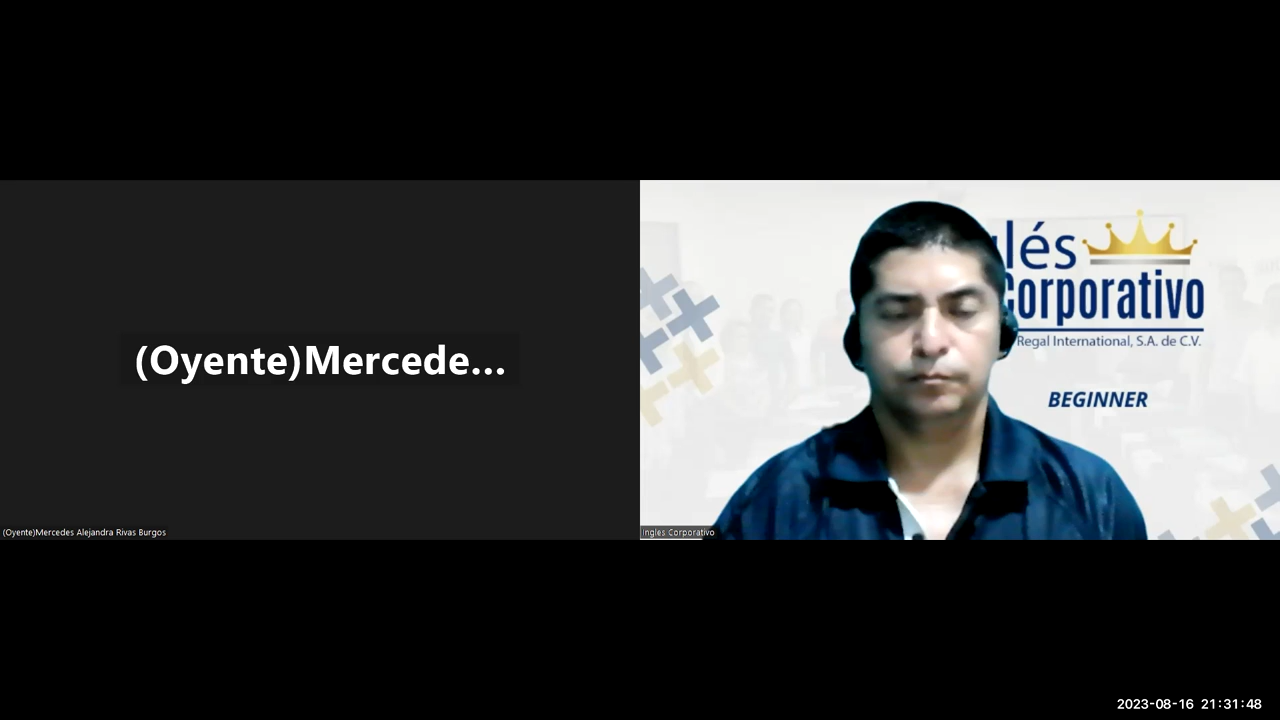 (Oyente)Mercede...
(Oyente)Mercedes Alejandra Rivas Burgos
lés
Corporativo
Regal International, S.A. de C.V.
BEGINNER
Ingles Corporativo
2023-08-16 21:31:48